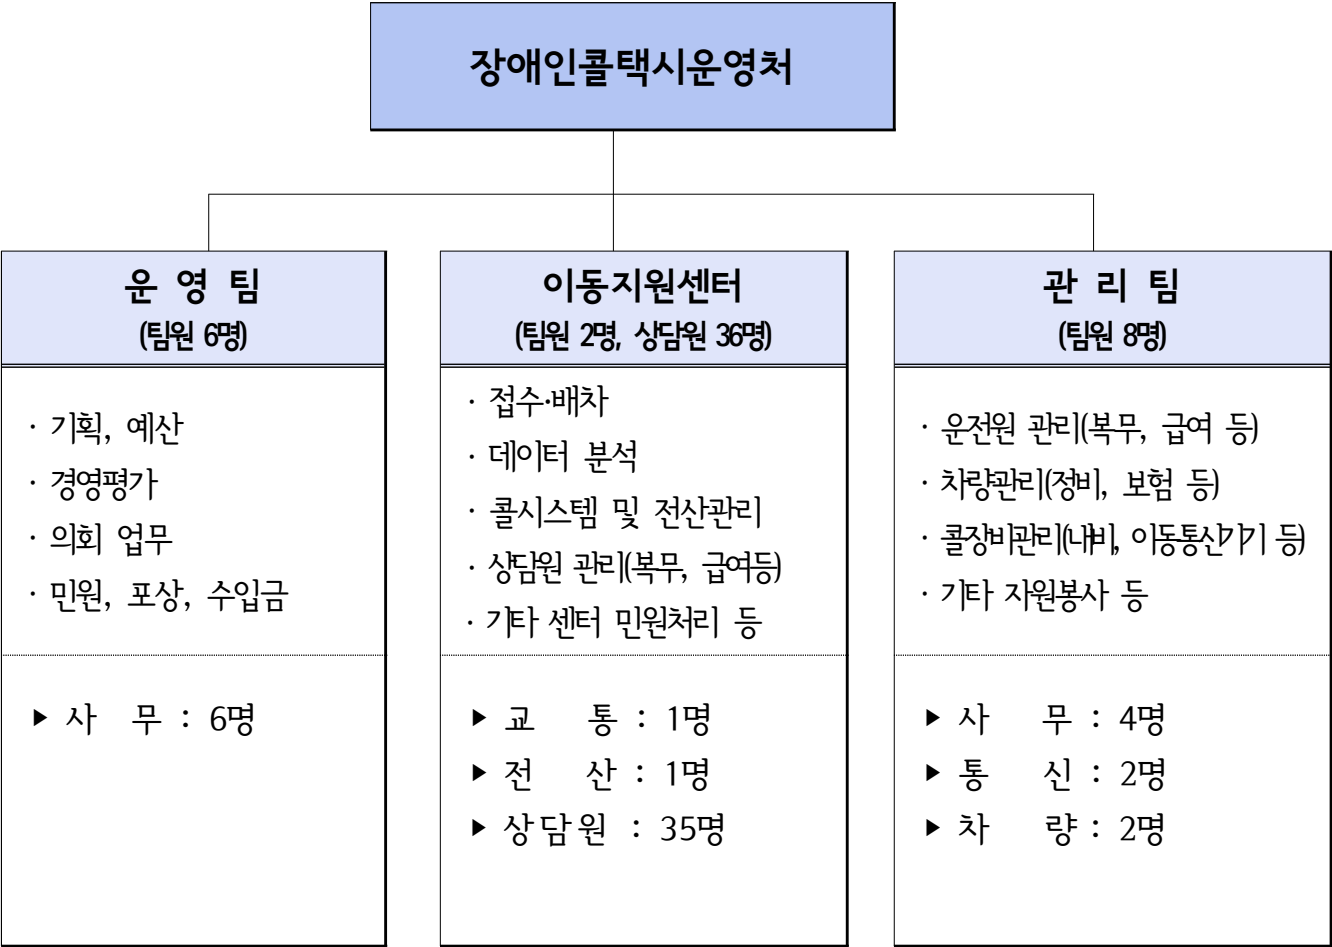 장애인콜택시운영처
운 영 팀
(팀원 6명)
· 기획, 예산
· 경영평가
· 의회 업무
· 민원, 포상, 수입금
▶ 사 무 : 6명
이동지원센터
(팀원 2명, 상담원 36명)
· 접수·배차
· 데이터 분석
· 콜시스템 및 전산관리
· 상담원 관리(복무, 급여등)
· 기타 센터 민원처리 등
▶ 교 통 : 1명
▶ 전 산 : 1명
▶ 상담원 : 35명
관 리 팀
(팀원 8명)
· 운전원 관리(복무, 급여 등)
· 차량관리(정비, 보험 등)
· 콜장비관리(내비, 이동통신기기 등)
· 기타 자원봉사 등
▶ 사 무 : 4명
▶ 통 신 : 2명
▶ 차 량 : 2명